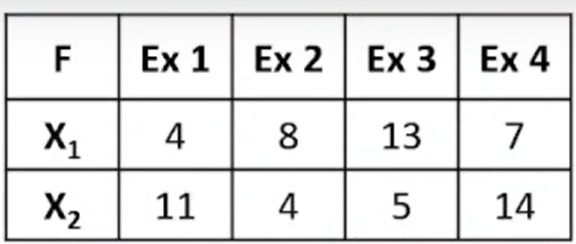 F Ex 1 Ex 2 Ex 3 Ex 4
X₁ 4 8 13 7
X₂ 11 4 5 14